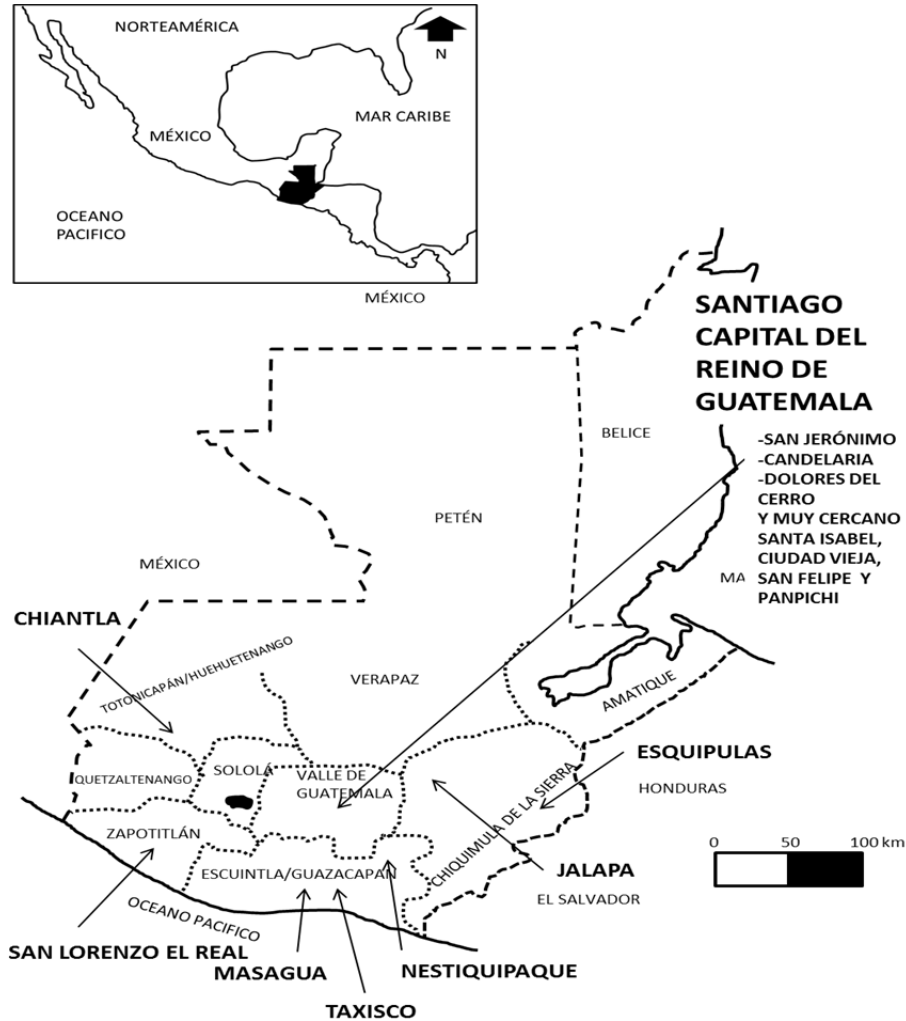 NORTEAMÉRICA
N
MAR CARIBE
MÉXICO
OCEANO
PACIFICO
MÉXICO
SANTIAGO
CAPITAL DEL
REINO DE
GUATEMALA
BELICE
-SAN JERÓNIMO
-CANDELARIA
-DOLORES DEL
CERRO
Y MUY CERCANO
SANTA ISABEL,
CIUDAD VIEJA,
SAN FELIPE Y
PANPICHI
PETÉN
MÉXICO
MA
CHIANTLA
TOTONICAPÁN/HUEHUETENANGO
VERAPAZ
AMATIQUE
ESQUIPULAS
HONDURAS
QUETZALTENANGO
SOLOLÁ
VALLE DE
GUATEMALA
CHIQUIMULA DE LA SIERRA
ZAPOTITLÁN
0 50 100 km
ESCUINTLA/GUAZACAPÁN
JALAPA
EL SALVADOR
OCEANO PACIFICO
SAN LORENZO EL REAL
MASAGUA
NESTIQUIPAQUE
TAXISCO